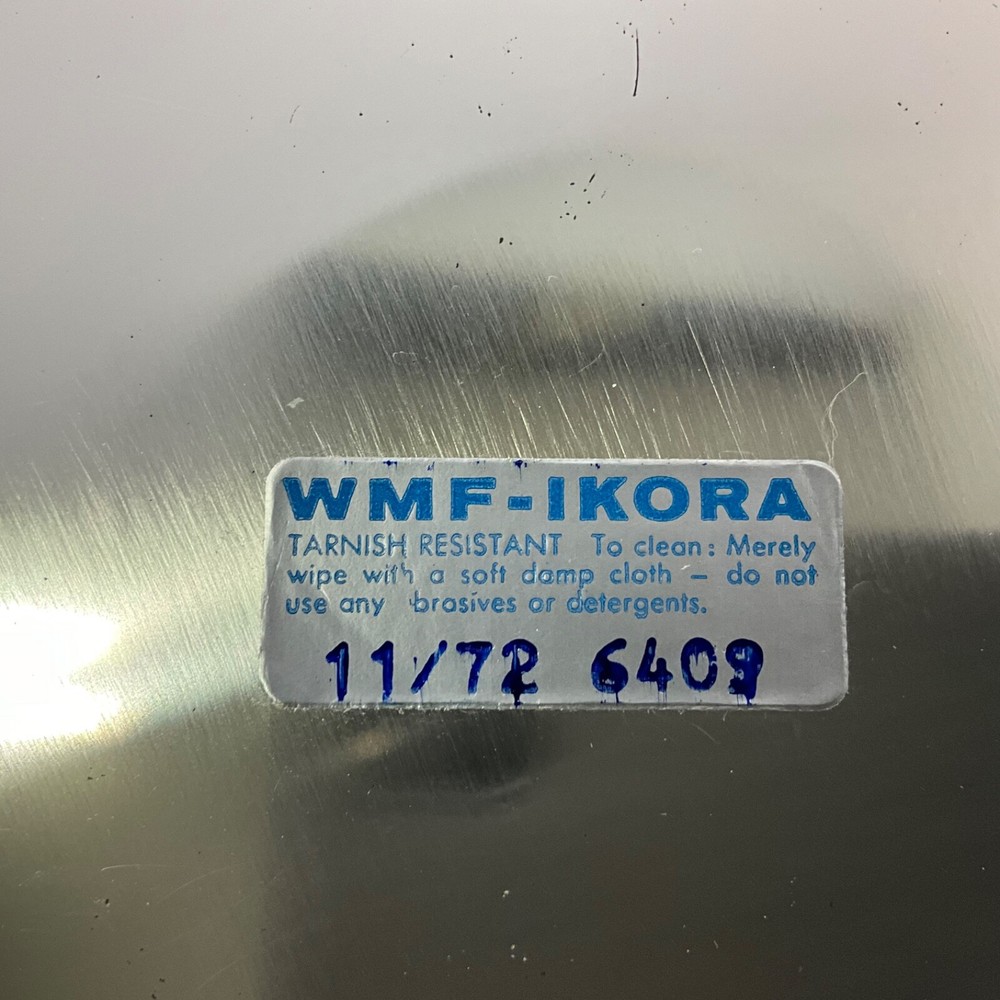 WMF-IKORA
TARNISH RESISTANT To clean: Merely
wipe with a soft damp cloth – do not
use any brasives or detergents.
11/72 6409